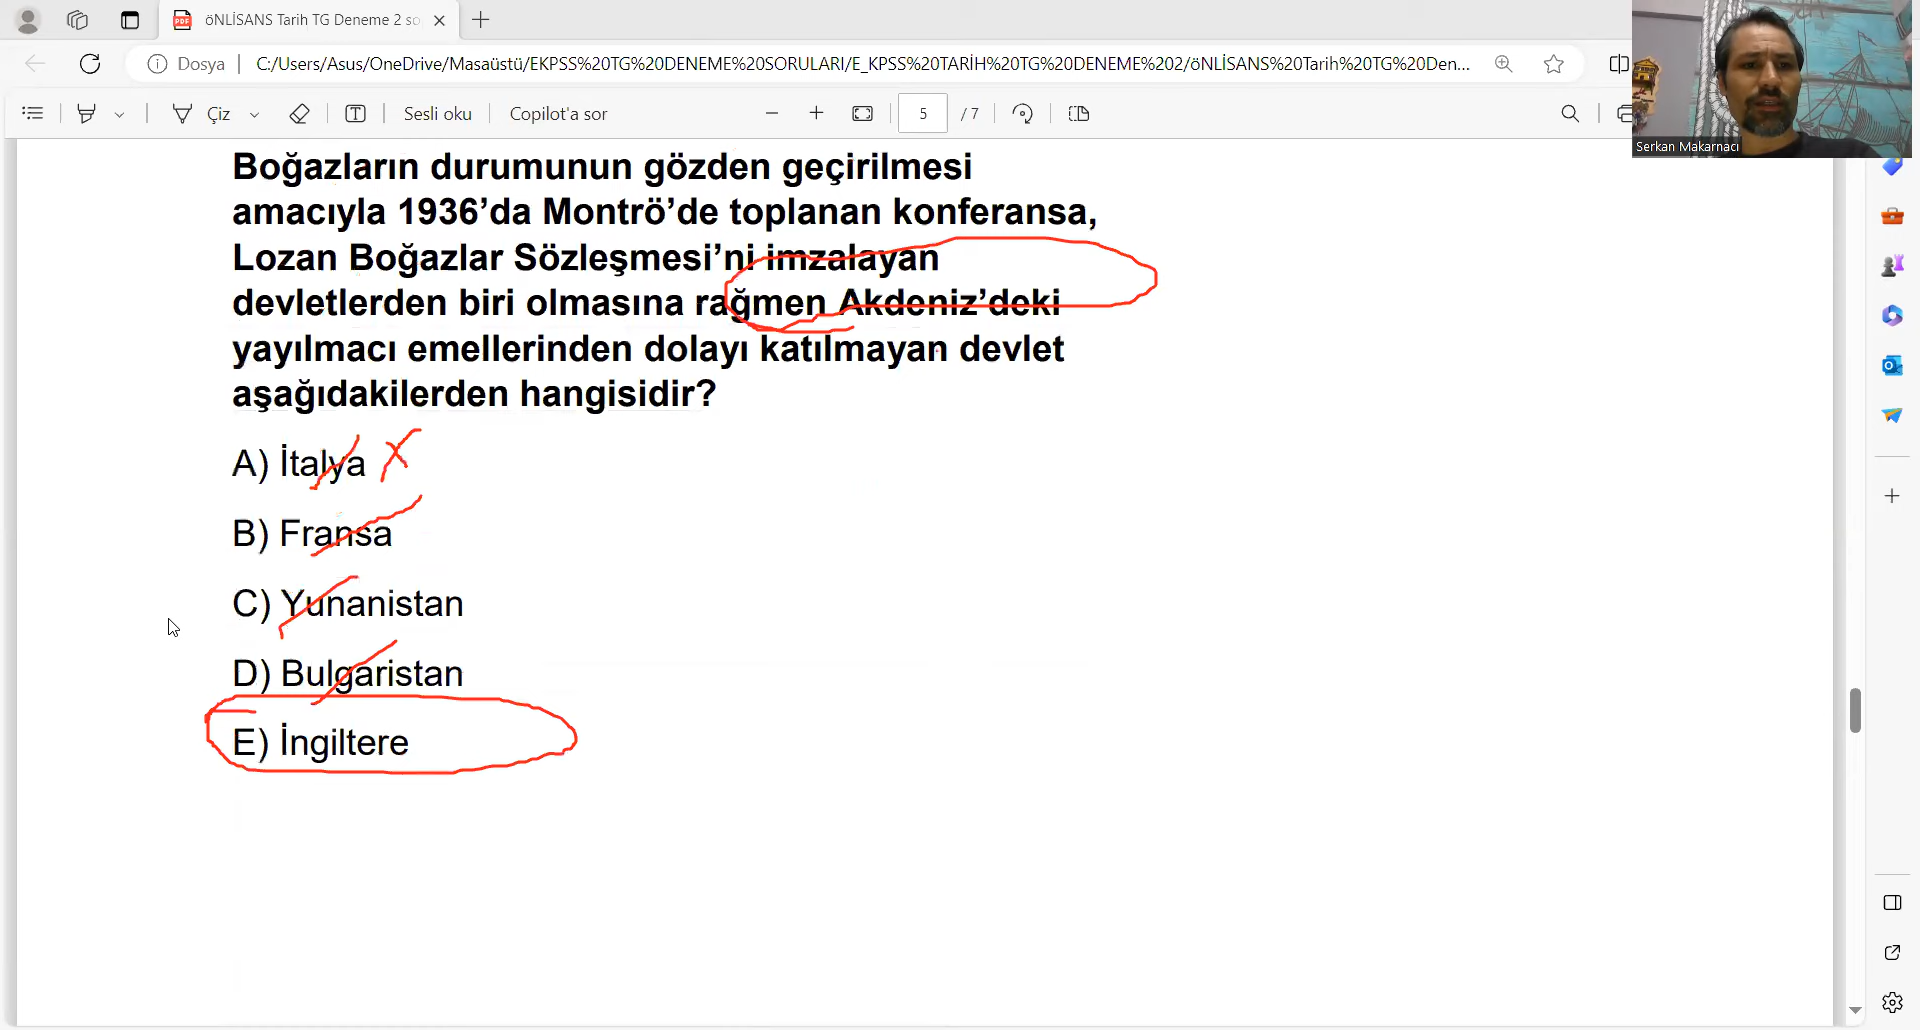 öNLİSANS Tarih TG Deneme 2 so
Dosya
C:/Users/Asus/OneDrive/Masaüstü/EKPSS%20TG%20DENEME%20SORULARI/E_KPSS%20TARİH%20TG%20DENEME%202/öNLİSANS%20Tarih%20TG%20Den...
Çiz
Sesli oku
Copilot'a sor
5
/ 7
Serkan Makarnacı
Boğazların durumunun gözden geçirilmesi
amacıyla 1936’da Montrö’de toplanan konferansa,
Lozan Boğazlar Sözleşmesi’ni imzalayan
devletlerden biri olmasına rağmen Akdeniz’deki
yayılmacı emellerinden dolayı katılmayan devlet
aşağıdakilerden hangisidir?
A) İtalya X
B) Fransa
C) Yunanistan
D) Bulgaristan
E) İngiltere